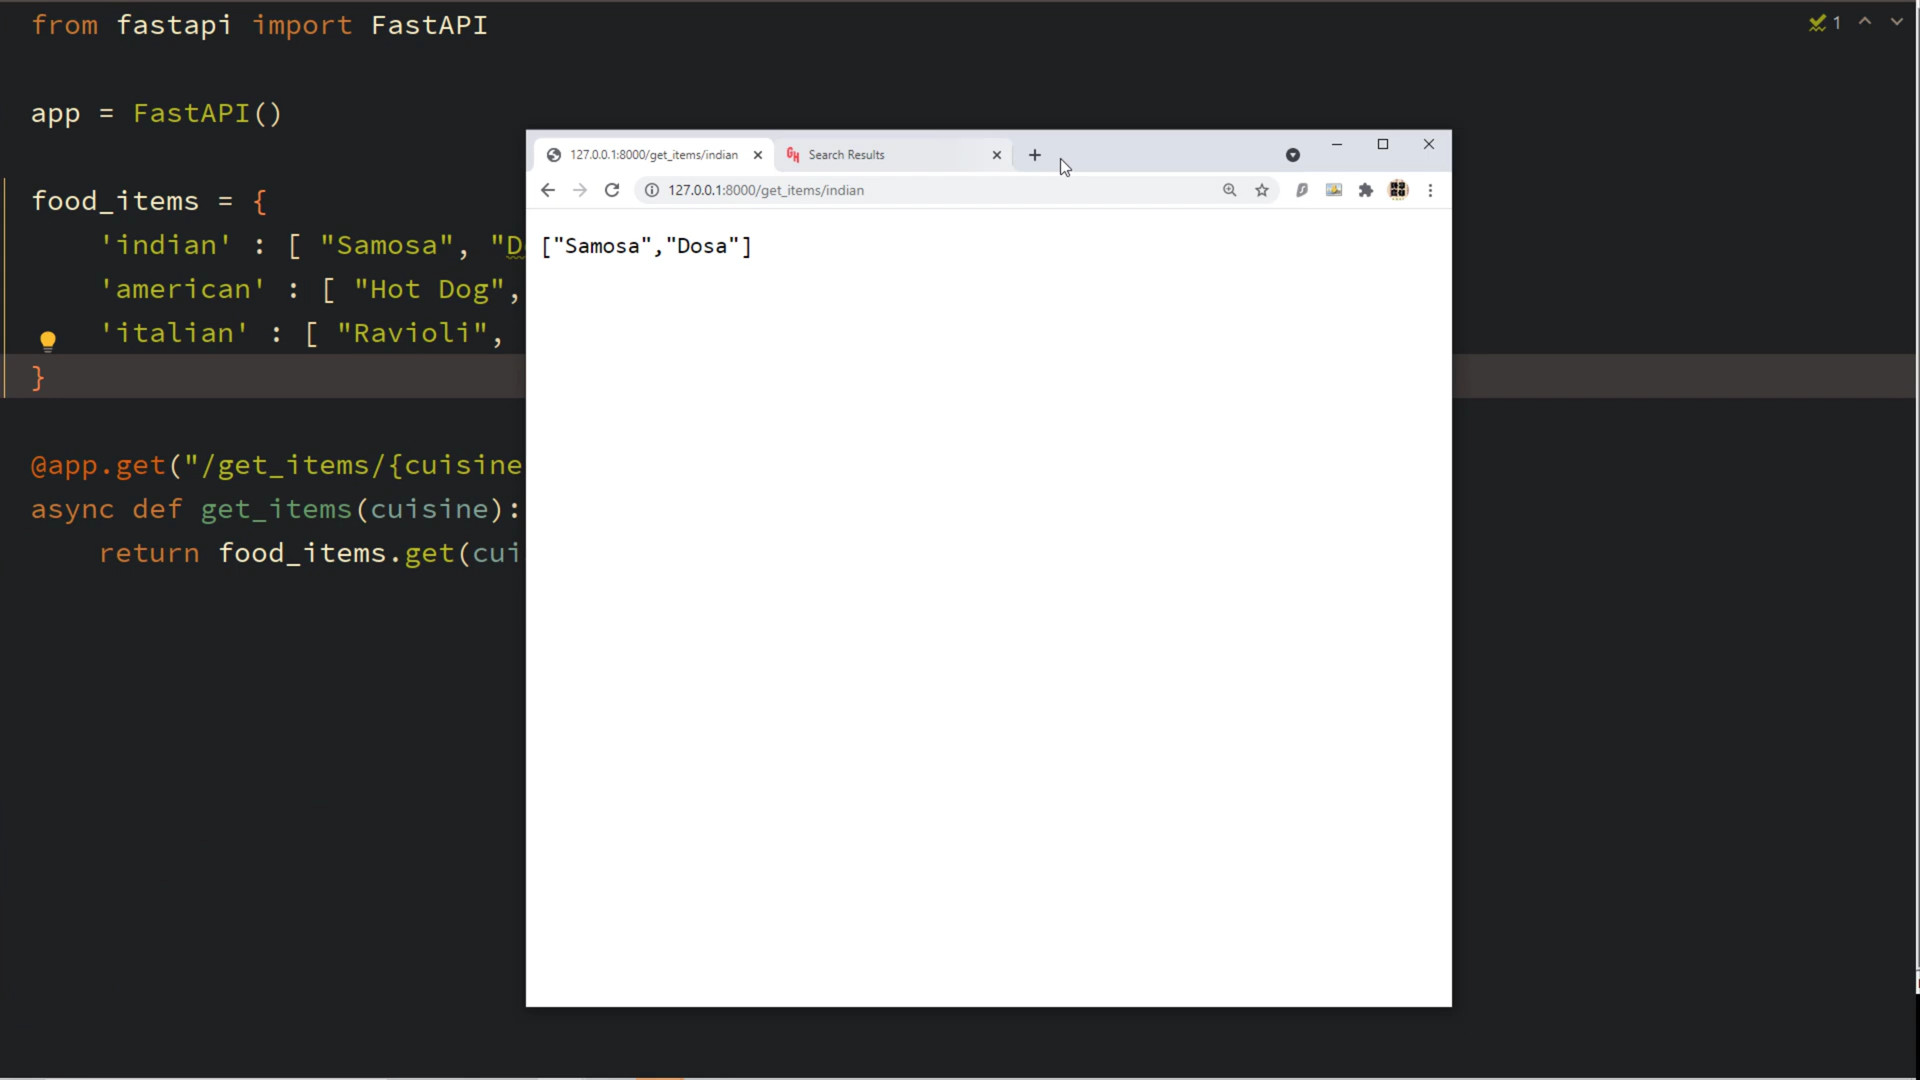 from fastapi import FastAPI
1
app = FastAPI()
food_items = {
'indian' : [ "Samosa", "D
'american' : [ "Hot Dog",
'italian' : [ "Ravioli",
}
@app.get("/get_items/{cuisine
async def get_items(cuisine):
return food_items.get(cui
127.0.0.1:8000/get_items/indian
Search Results
127.0.0.1:8000/get_items/indian
["Samosa","Dosa"]